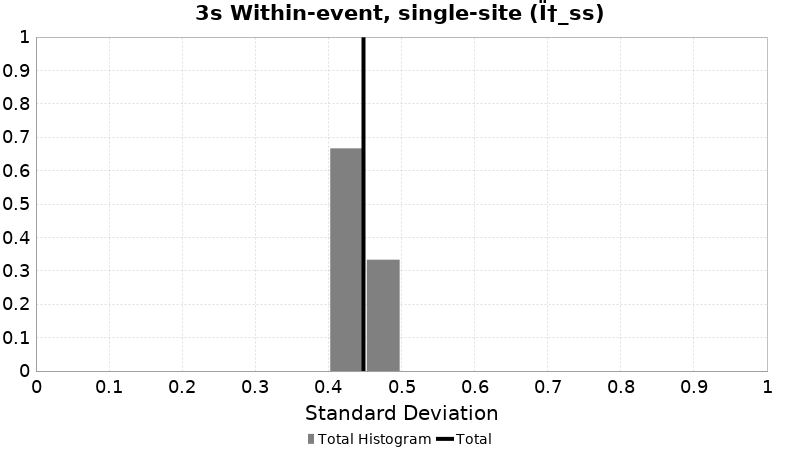 3s Within-event, single-site (Ï†_ss)
1
0.9
0.8
0.7
0.6
0.5
0.4
0.3
0.2
0.1
0
0 0.1 0.2 0.3 0.4 0.5 0.6 0.7 0.8 0.9 1
Standard Deviation
Total Histogram Total